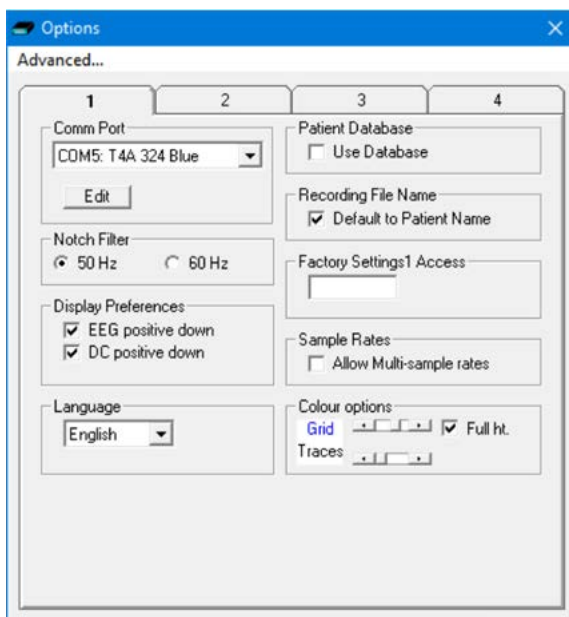 Options
Advanced...
1 2 3 4
Comm Port
COM5: T4A 324 Blue
Edit
Notch Filter
50 Hz 60 Hz
Display Preferences
EEG positive down
DC positive down
Language
English
Patient Database
Use Database
Recording File Name
Default to Patient Name
Factory Settings1 Access
Sample Rates
Allow Multi-sample rates
Colour options
Grid Full ht.
Traces